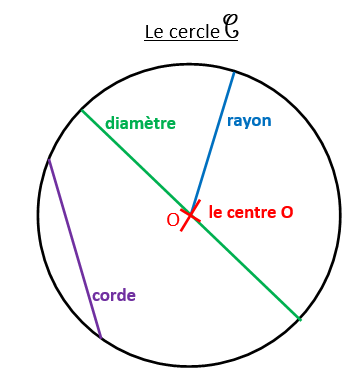 Le cercle 𝒞
diamètre
rayon
O
le centre O
corde